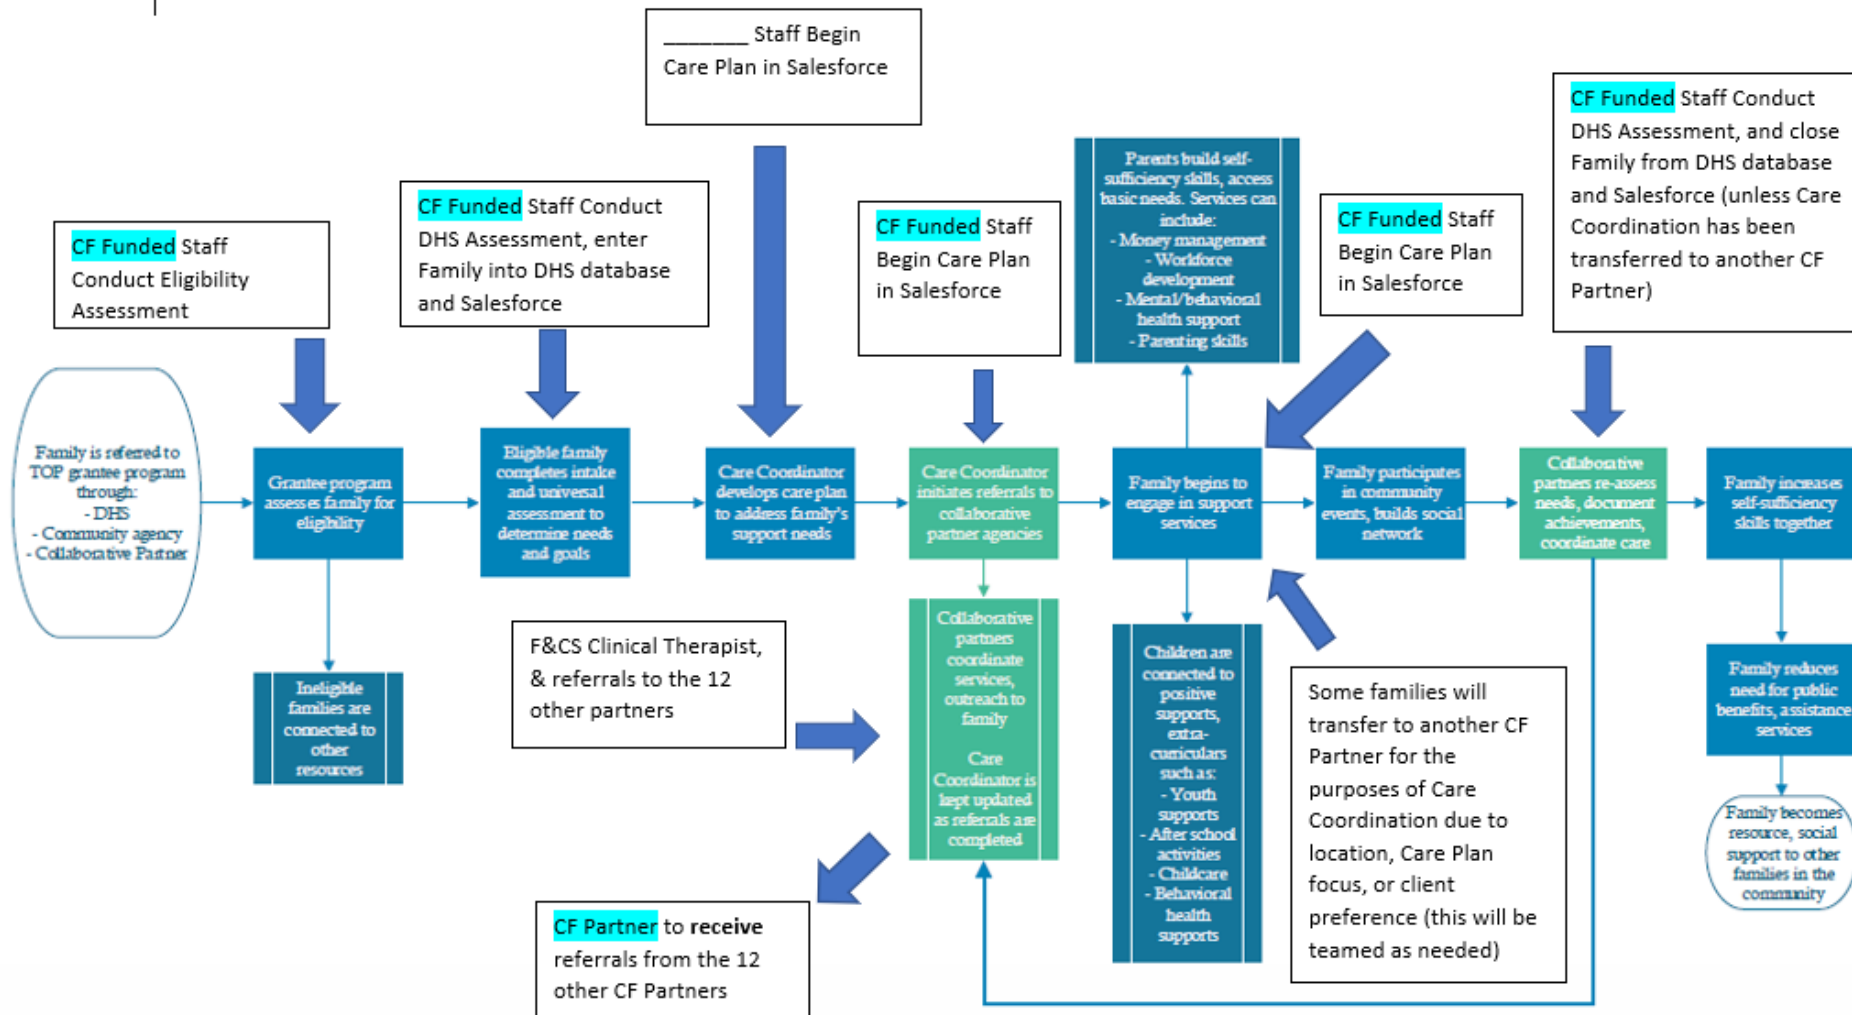 _______ Staff Begin
Care Plan in Salesforce
CF Funded Staff Conduct
DHS Assessment, and close
Family from DHS database
and Salesforce (unless Care
Coordination has been
transferred to another CF
Partner)
CF Funded Staff
Conduct Eligibility
Assessment
CF Funded Staff Conduct
DHS Assessment, enter
Family into DHS database
and Salesforce
CF Funded Staff
Begin Care Plan
in Salesforce
Parents build self-
sufficiency skills, access
basic needs. Services can
include:
- Money management
- Workforce
development
- Mental/behavioral
health support
- Parenting skills
CF Funded Staff
Begin Care Plan
in Salesforce
Family is referred to
TOP grantee program
through:
- DHS
- Community agency
- Collaborative Partner
Grantee program
assesses family for
eligibility
Eligible family
completes intake
and universal
assessment to
determine needs
and goals
Care Coordinator
develops care plan
to address family's
support needs
Care Coordinator
initiates referrals to
collaborative
partner agencies
Family begins to
engage in support
services
Family participates
in community
events, builds social
network
Collaborative
partners re-assess
needs, document
achievements,
coordinate care
Family increases
self-sufficiency
skills together
Ineligible
families are
connected to
other
resources
F&CS Clinical Therapist,
& referrals to the 12
other partners
Collaborative
partners
coordinate
services,
outreach to
family
Care
Coordinator is
kept updated
as referrals are
completed
Children are
connected to
positive
supports,
extra-
curriculars
such as:
- Youth
supports
- After school
activities
- Childcare
- Behavioral
health
supports
Some families will
transfer to another CF
Partner for the
purposes of Care
Coordination due to
location, Care Plan
focus, or client
preference (this will be
teamed as needed)
Family reduces
need for public
benefits, assistance
services
Family becomes
resource, social
support to other
families in the
community
CF Partner to receive
referrals from the 12
other CF Partners